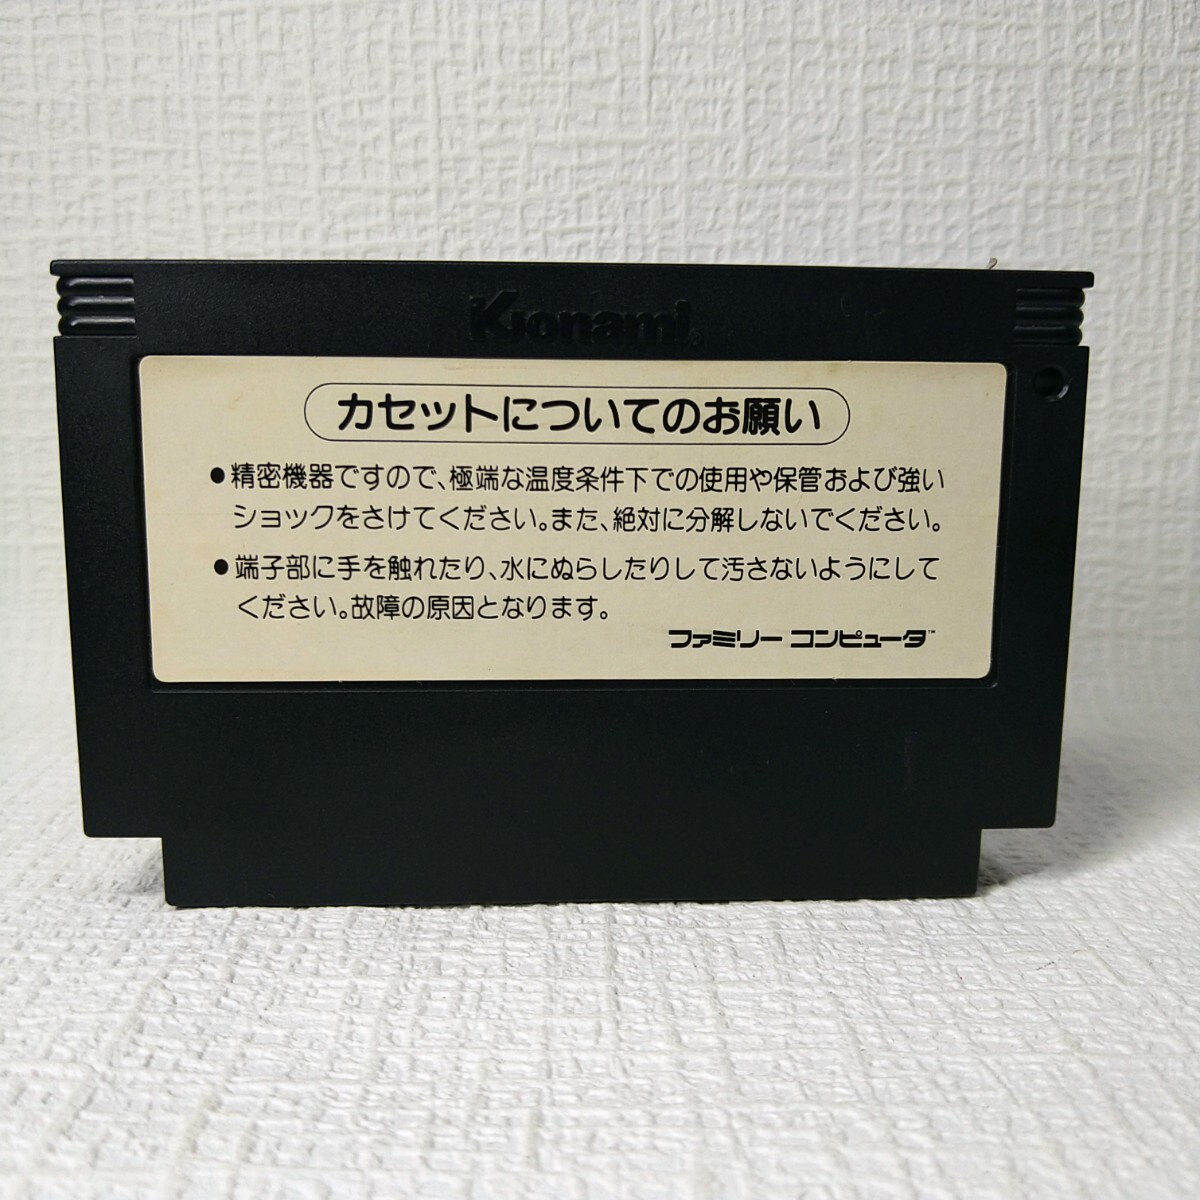 Konami®
カセットについてのお願い
●精密機器ですので、極端な温度条件下での使用や保管および強い
ショックをさけてください。また、絶対に分解しないでください。
●端子部に手を触れたり、水にぬらしたりして汚さないようにして
ください。故障の原因となります。
ファミリー コンピュータ™